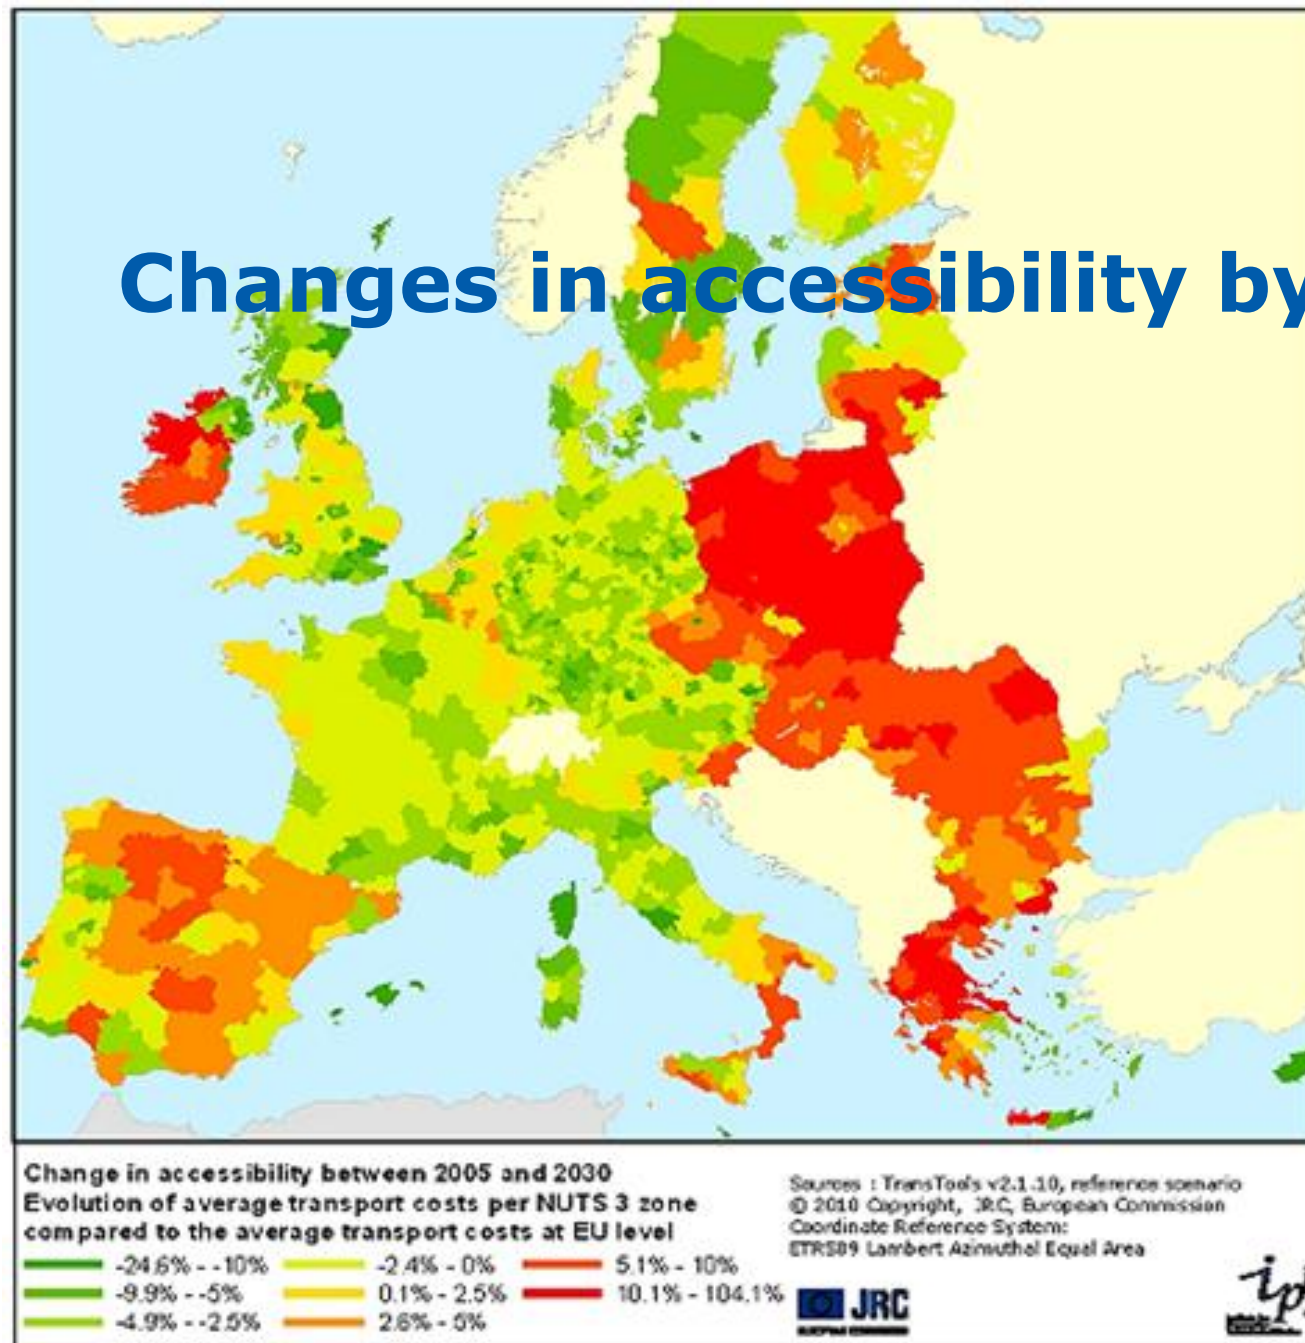 Changes in accessibility by
Change in accessibility between 2005 and 2030
Evolution of average transport costs per NUTS 3 zone
compared to the average transport costs at EU level
-24.6% - -10%
-2.4% - 0%
5.1% - 10%
-9.9% - -5%
0.1% - 2.5%
10.1% - 104.1%
-4.9% - -2.5%
2.6% - 5%
Sources : TransTools v2.1.10, reference scenario
© 2010 Copyright, JRC, European Commission
Coordinate Reference System:
ETRS89 Lambert Azimuthal Equal Area
JRC
EUROPEAN COMMISSION